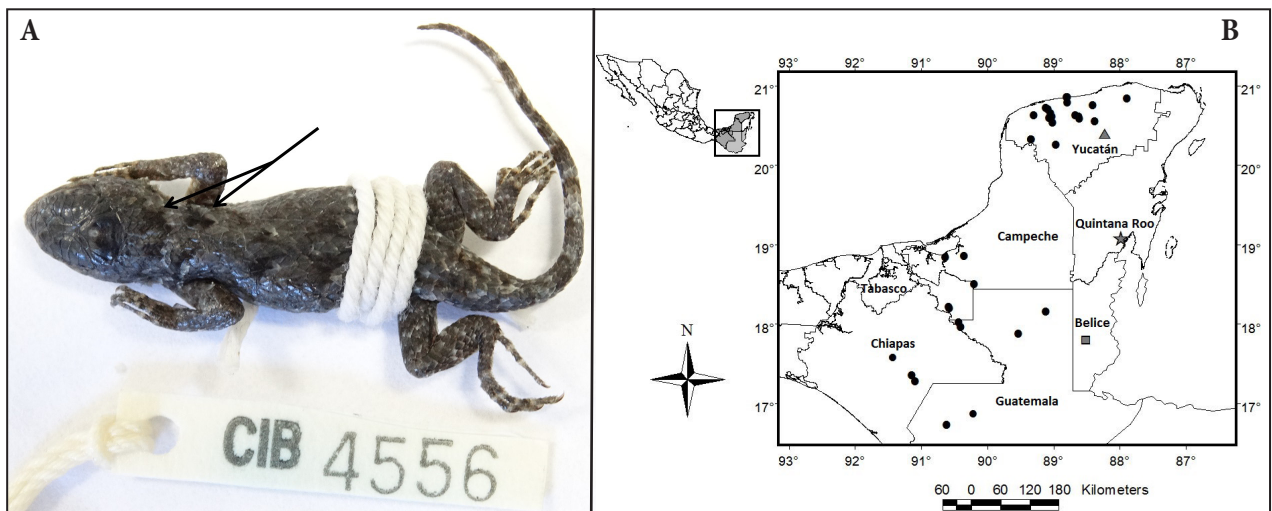 A
CIB 4556
B
93° 92° 91° 90° 89° 88° 87°
21°
20°
19°
18°
17°
21°
20°
19°
18°
17°
Yucatán
Quintana Roo
Campeche
Tabasco
Belice
Chiapas
Guatemala
93° 92° 91° 90° 89° 88° 87°
N
60 0 60 120 180 Kilometers